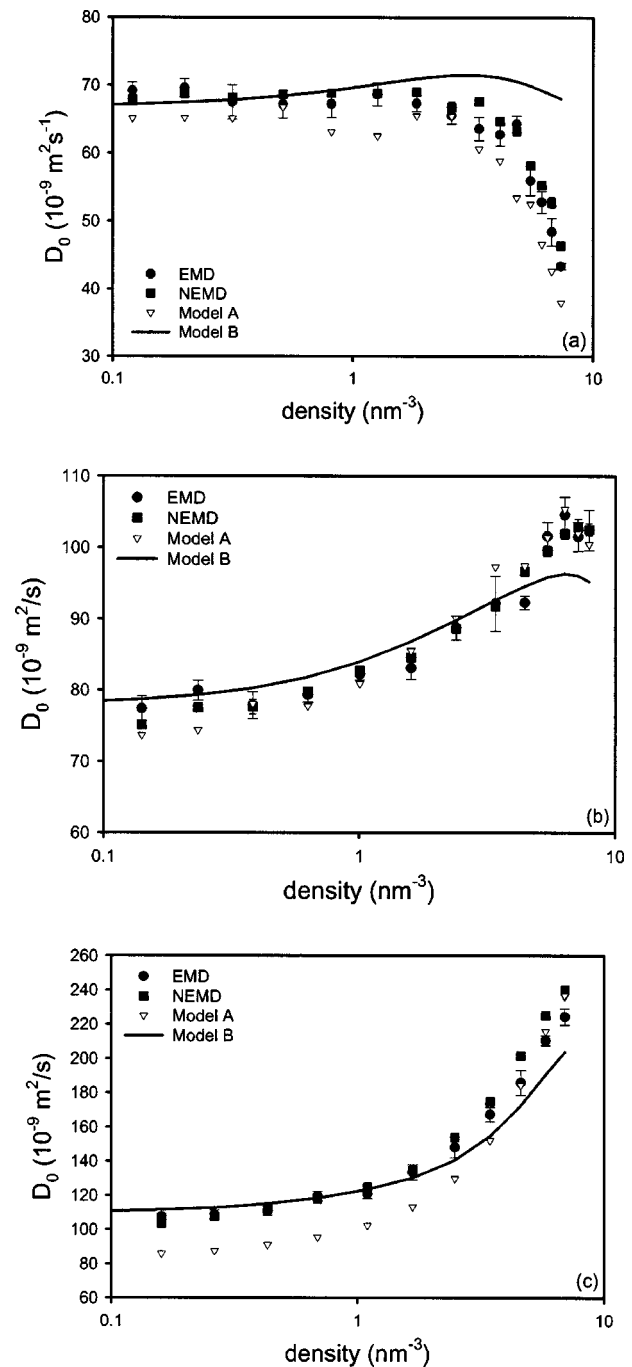 80
70
60
50
40
30
D₀ (10⁻⁹ m²s⁻¹)
EMD
NEMD
Model A
Model B
(a)
0.1 1 10
density (nm⁻³)
110
100
90
80
70
60
D₀ (10⁻⁹ m²/s)
EMD
NEMD
Model A
Model B
(b)
0.1 1 10
density (nm⁻³)
260
240
220
200
180
160
140
120
100
80
60
D₀ (10⁻⁹ m²/s)
EMD
NEMD
Model A
Model B
(c)
0.1 1 10
density (nm⁻³)